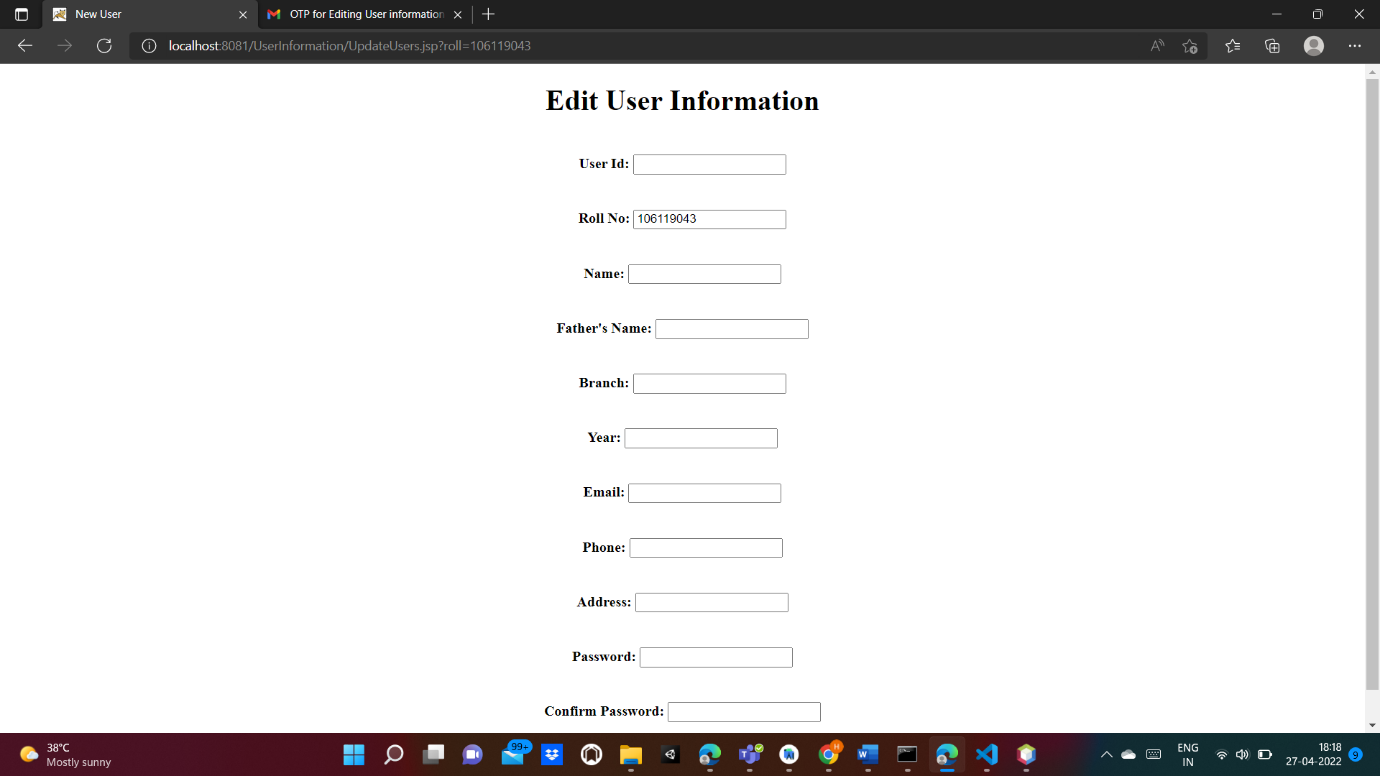 New User
OTP for Editing User information
localhost:8081/UserInformation/UpdateUsers.jsp?roll=106119043
Edit User Information
User Id:
Roll No: 106119043
Name:
Father's Name:
Branch:
Year:
Email:
Phone:
Address:
Password:
Confirm Password:
38°C
Mostly sunny
99+
H
ENG
IN
18:18
27-04-2022
9